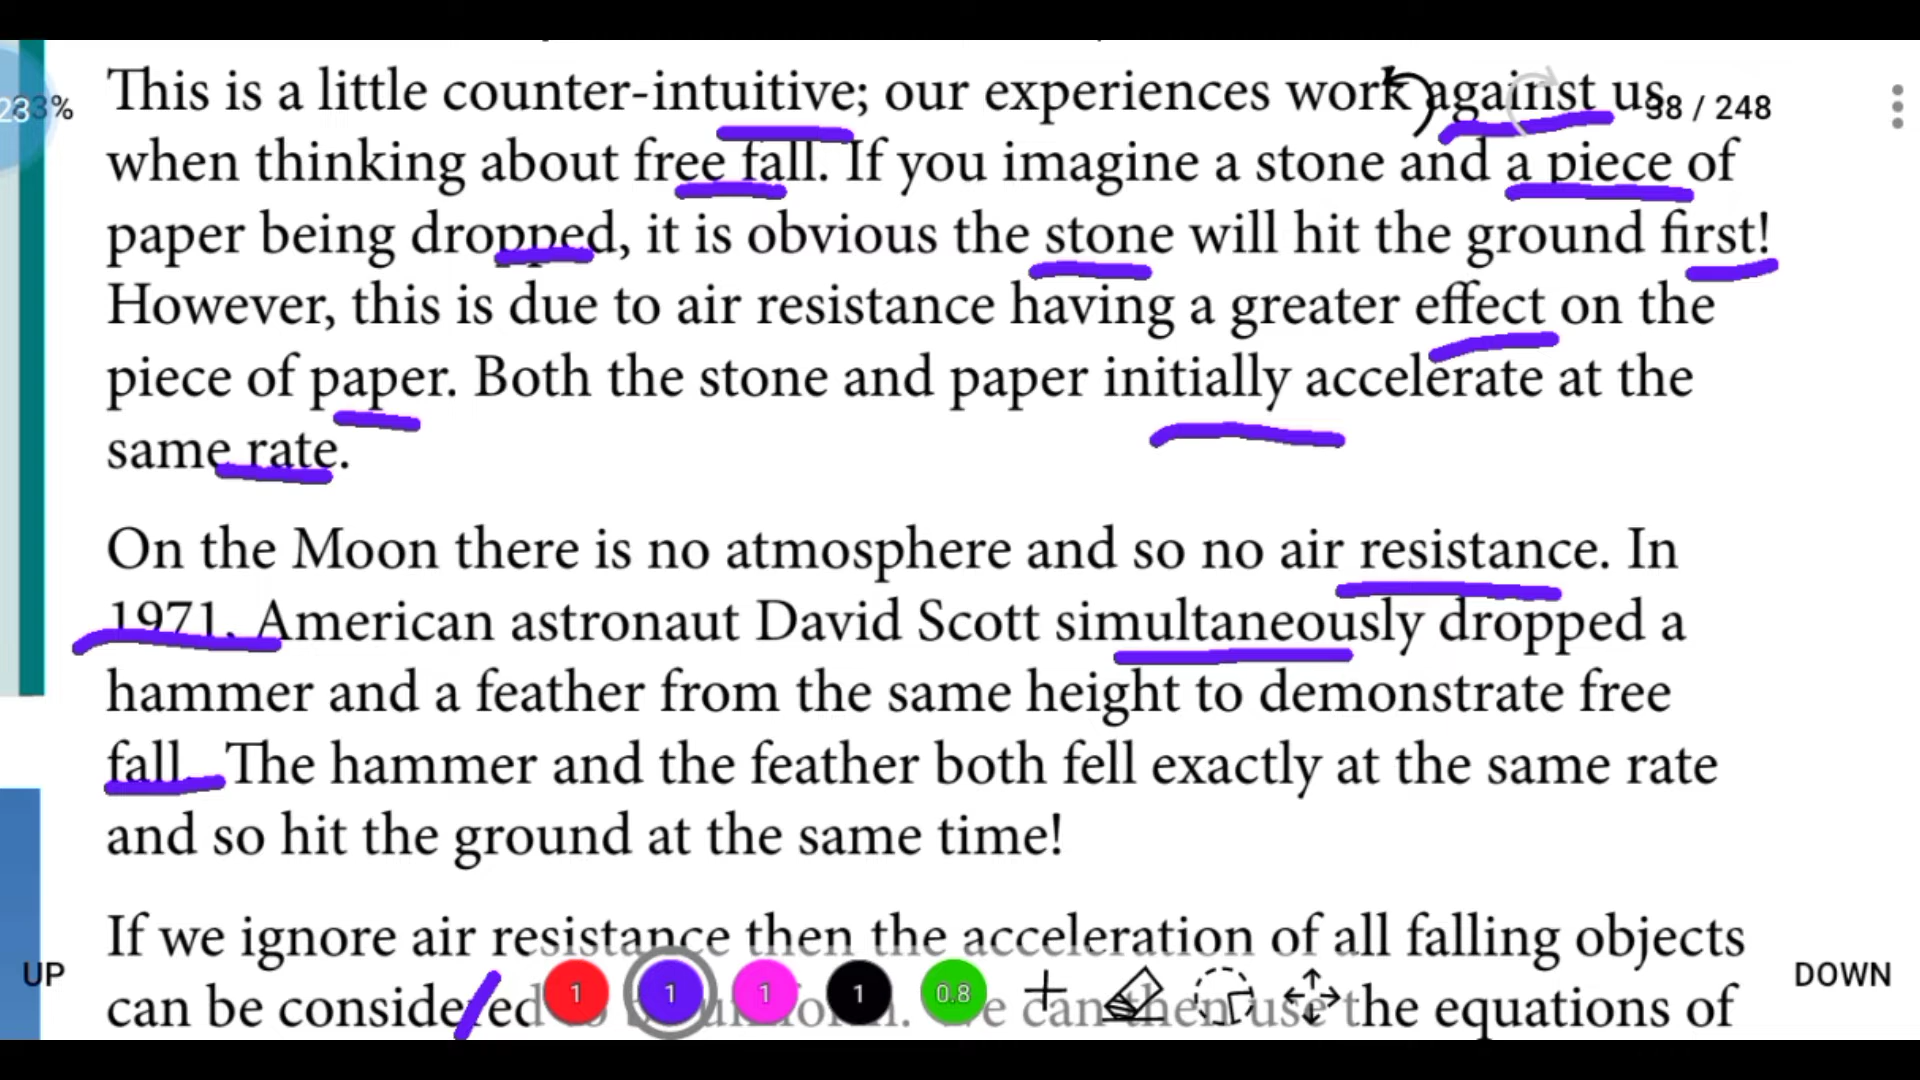 This is a little counter-intuitive; our experiences work against us
233% 38 / 248
when thinking about free fall. If you imagine a stone and a piece of
paper being dropped, it is obvious the stone will hit the ground first!
However, this is due to air resistance having a greater effect on the
piece of paper. Both the stone and paper initially accelerate at the
same rate.
On the Moon there is no atmosphere and so no air resistance. In
1971, American astronaut David Scott simultaneously dropped a
hammer and a feather from the same height to demonstrate free
fall. The hammer and the feather both fell exactly at the same rate
and so hit the ground at the same time!
If we ignore air resistance then the acceleration of all falling objects
UP DOWN
can be considered to be uniform. We can then use the equations of
1 1 1 1 0.8